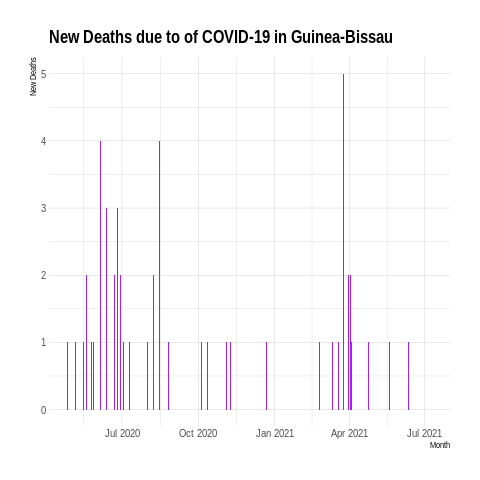 New Deaths due to of COVID-19 in Guinea-Bissau
New Deaths
5
4
3
2
1
0
Jul 2020 Oct 2020 Jan 2021 Apr 2021 Jul 2021
Month